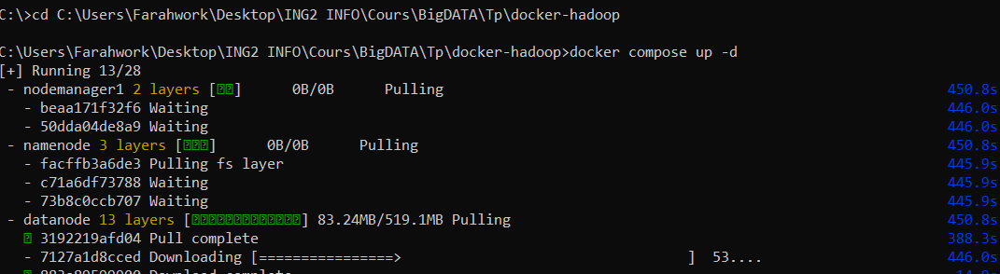 C:\>cd C:\Users\Farahwork\Desktop\ING2 INFO\Cours\BigDATA\Tp\docker-hadoop
C:\Users\Farahwork\Desktop\ING2 INFO\Cours\BigDATA\Tp\docker-hadoop>docker compose up -d
[+] Running 13/28
- nodemanager1 2 layers [⍰⍰] 0B/0B Pulling 450.8s
- beaa171f32f6 Waiting 446.0s
- 50dda04de8a9 Waiting 446.0s
- namenode 3 layers [⍰⍰⍰] 0B/0B Pulling 450.8s
- facffb3a6de3 Pulling fs layer 445.9s
- c71a6df73788 Waiting 445.9s
- 73b8c0ccb707 Waiting 445.9s
- datanode 13 layers [⍰⍰⍰⍰⍰⍰⍰⍰⍰⍰⍰⍰⍰] 83.24MB/519.1MB Pulling 450.8s
⍰ 3192219afd04 Pull complete 388.3s
- 7127a1d8cced Downloading [================> ] 53.... 446.0s